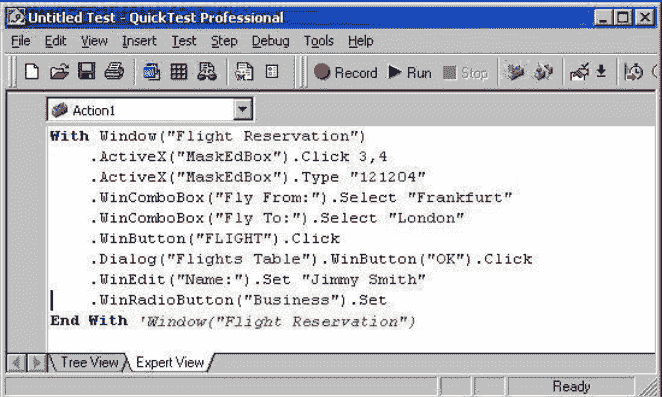 Untitled Test - QuickTest Professional
File Edit View Insert Test Step Debug Tools Help
Record Run Stop
Action1
With Window("Flight Reservation")
.ActiveX("MaskEdBox").Click 3,4
.ActiveX("MaskEdBox").Type "121204"
.WinComboBox("Fly From:").Select "Frankfurt"
.WinComboBox("Fly To:").Select "London"
.WinButton("FLIGHT").Click
.Dialog("Flights Table").WinButton("OK").Click
.WinEdit("Name:").Set "Jimmy Smith"
.WinRadioButton("Business").Set
End With 'Window("Flight Reservation")
Tree View Expert View
Ready